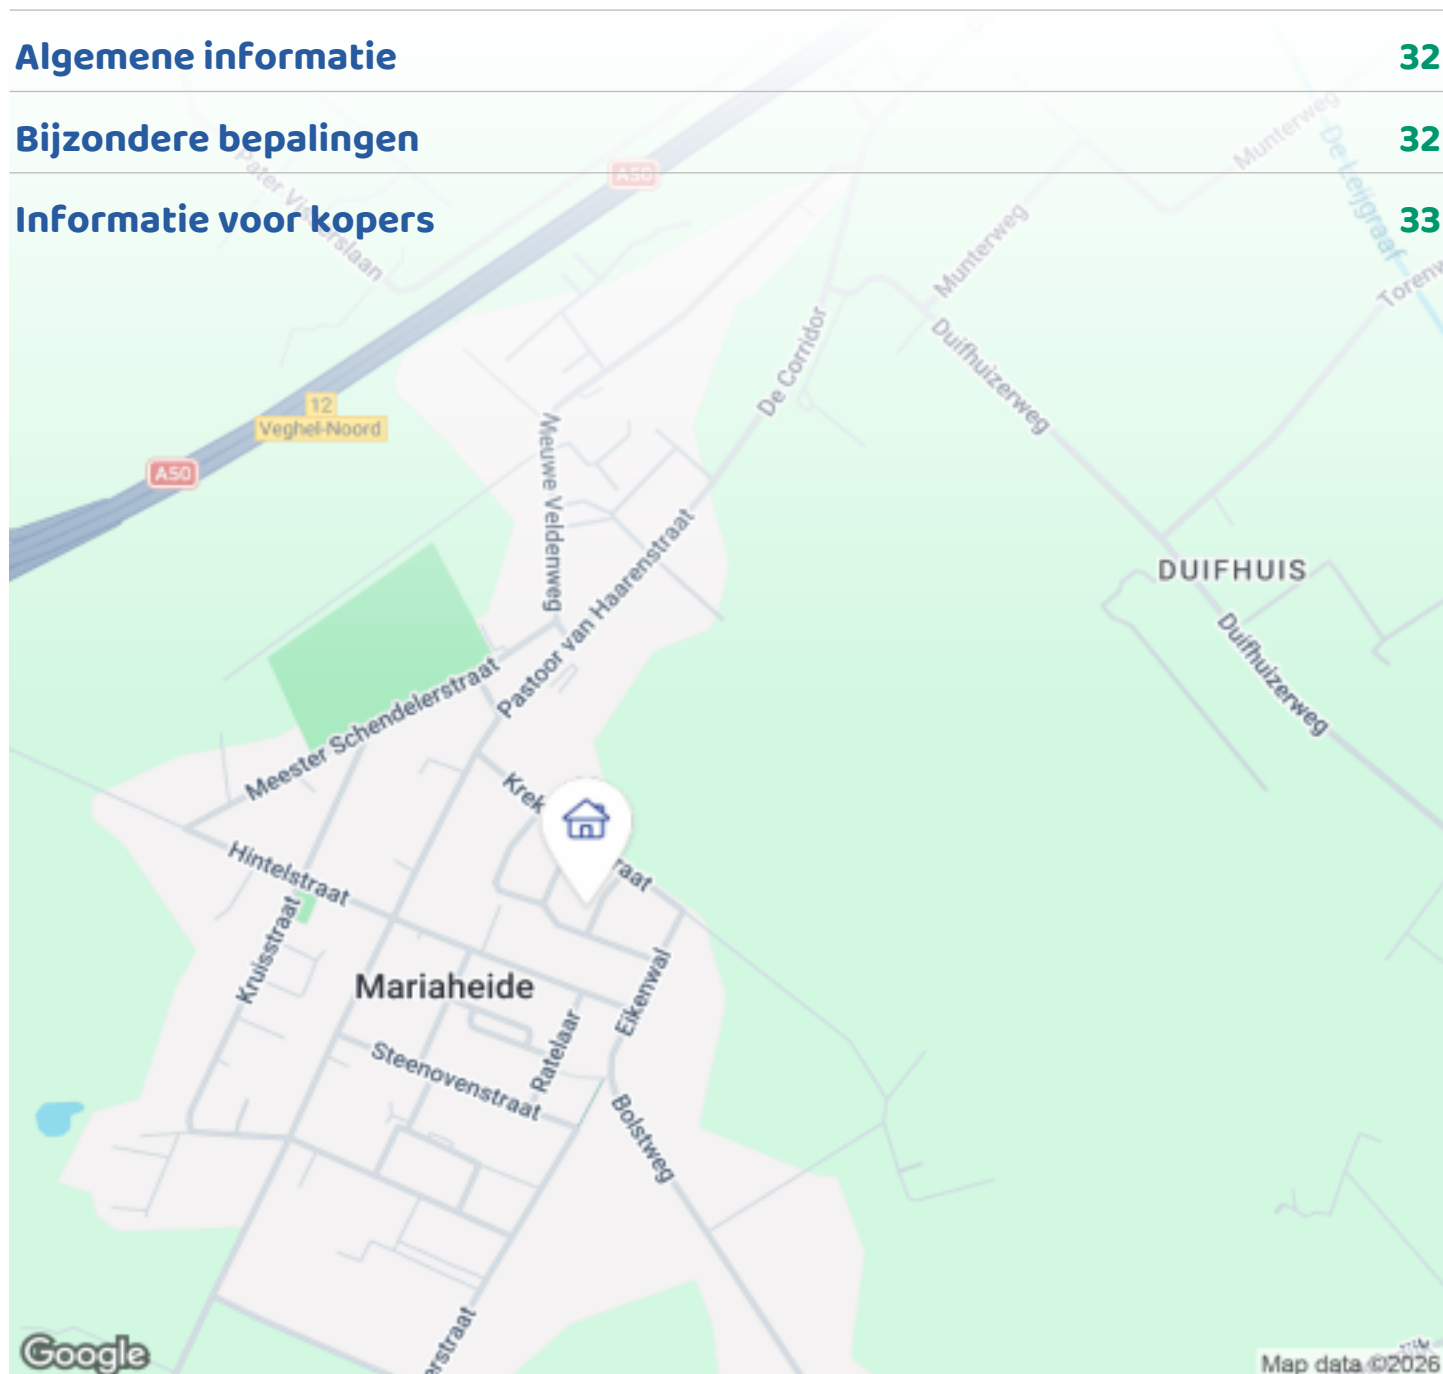 Algemene informatie 32
Bijzondere bepalingen 32
Informatie voor kopers 33
A50
Munterweg
De Leijgraaf
Munterweg
De Corridor
Duifhuizerweg
12
Veghel-Noord
A50
Nieuwe Veldenweg
Pastoor van Haarenstraat
DUIFHUIS
Duifhuizerweg
Meester Schendelerstraat
Hintelstraat
Kruisstraat
Mariaheide
Eikenwal
Ratelaar
Steenovenstraat
Bolstweg
Google
Map data ©2026